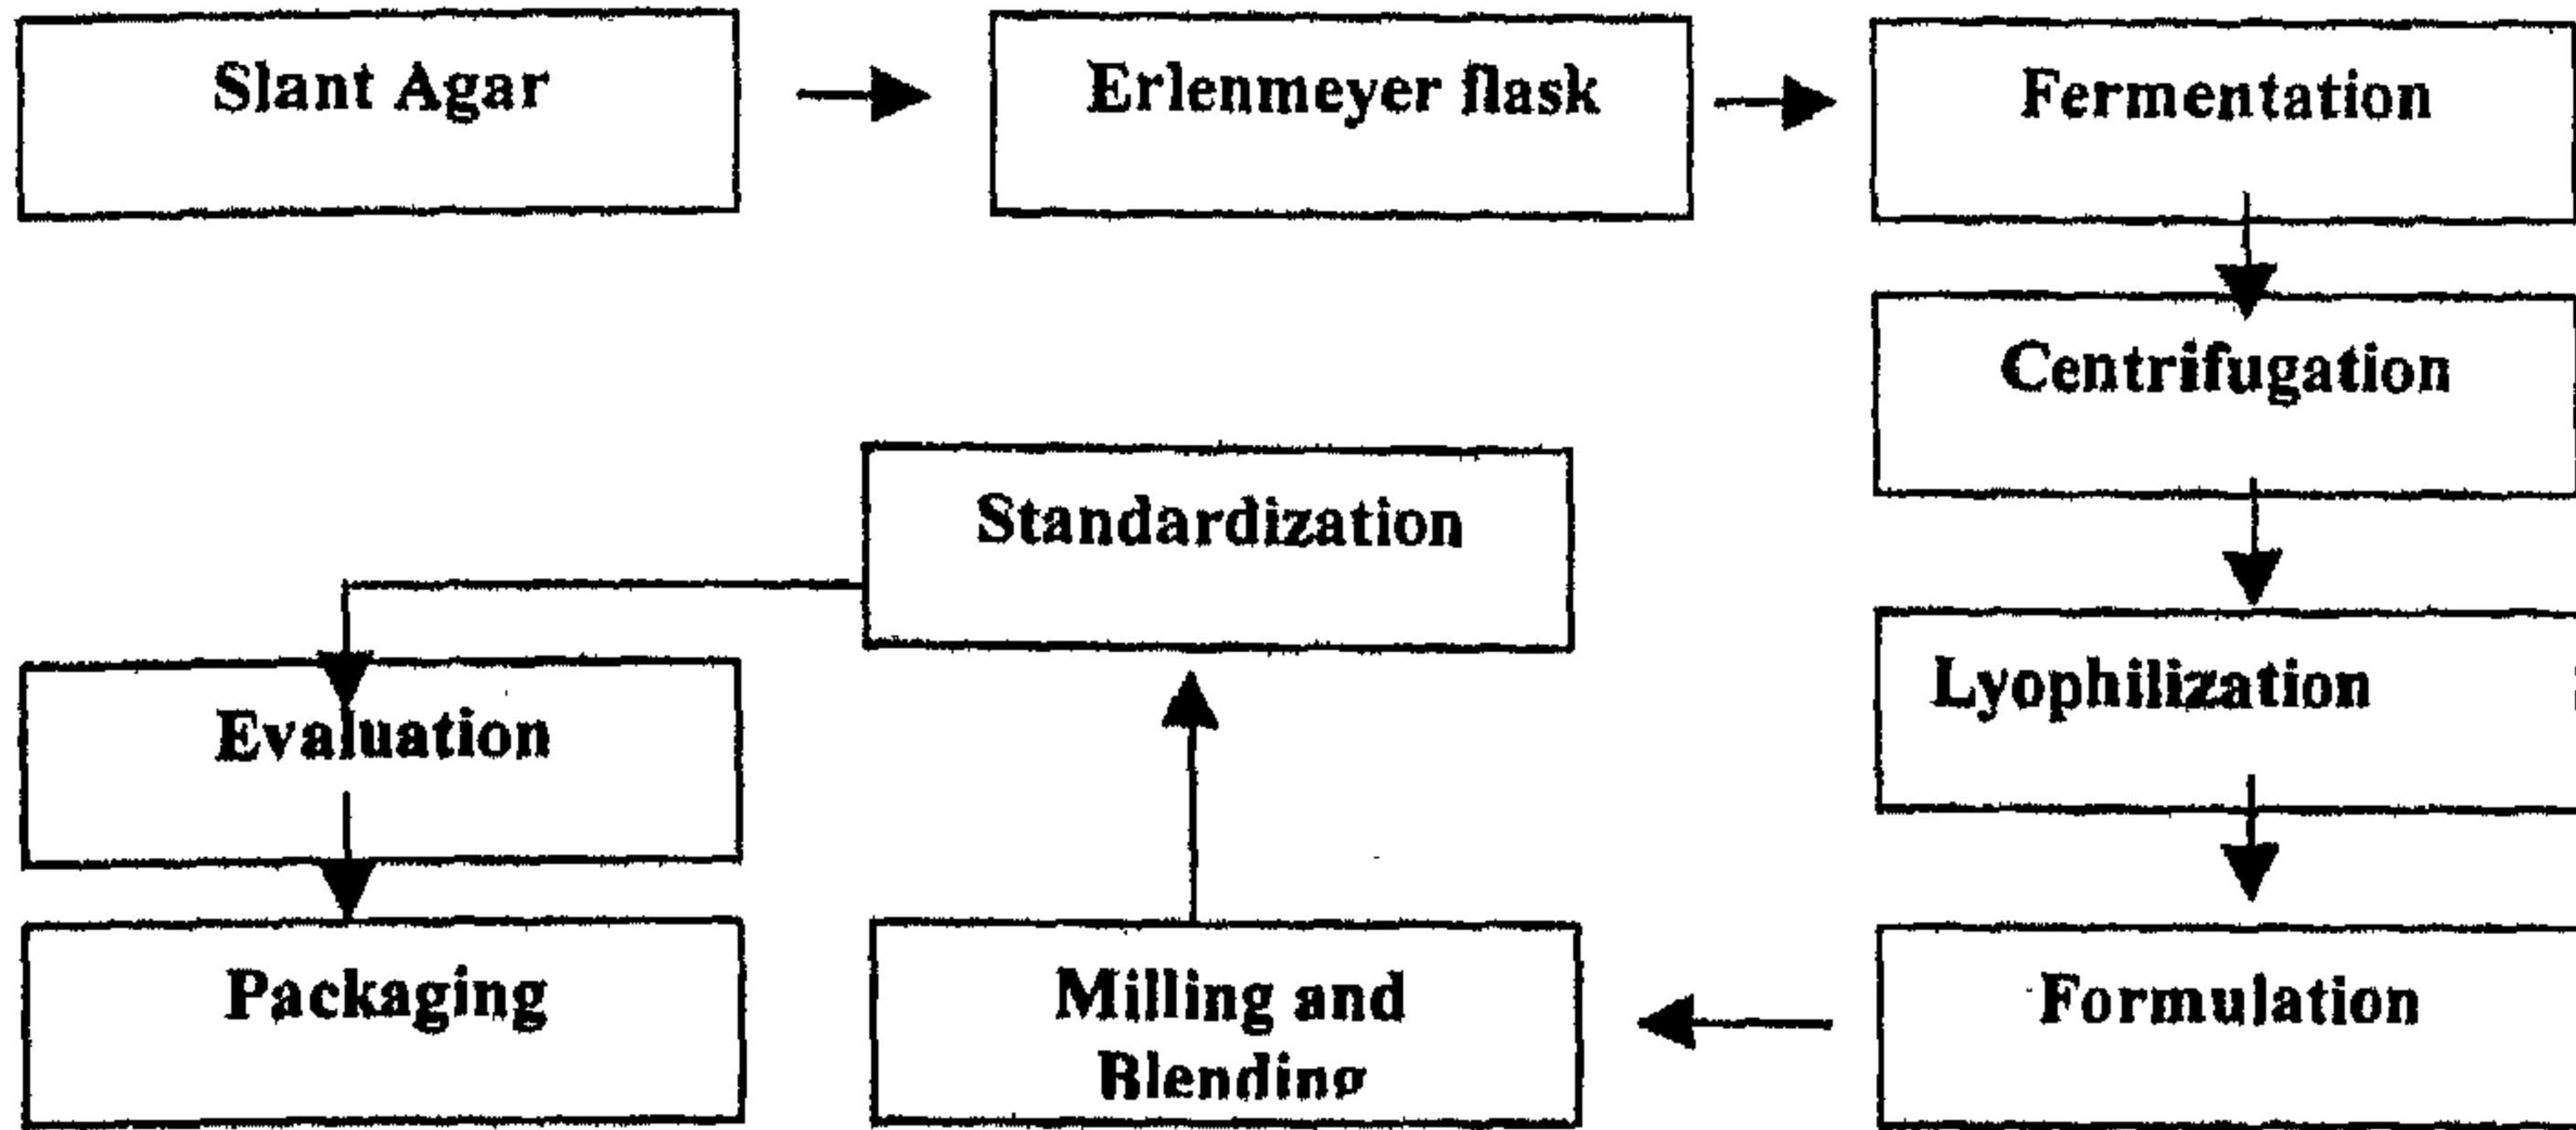 Slant Agar
Erlenmeyer flask
Fermentation
Centrifugation
Standardization
Lyophilization
Evaluation
Packaging
Milling and
Blending
Formulation